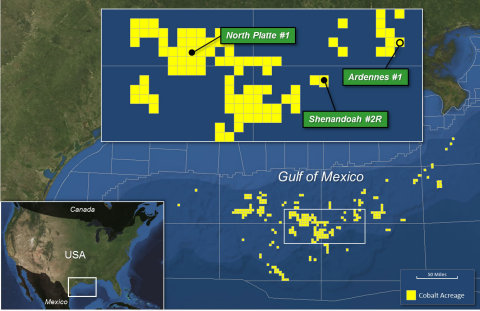 North Platte #1
Ardennes #1
Shenandoah #2R
Gulf of Mexico
Canada
USA
Mexico
50 Miles
Cobalt Acreage